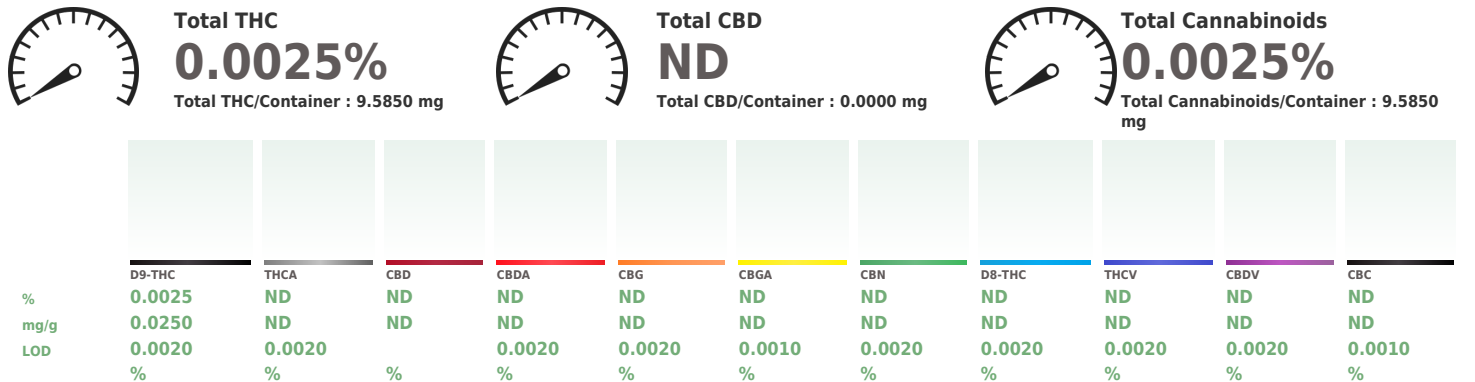 Total THC
0.0025%
Total THC/Container : 9.5850 mg
Total CBD
ND
Total CBD/Container : 0.0000 mg
Total Cannabinoids
0.0025%
Total Cannabinoids/Container : 9.5850
mg
D9-THC THCA CBD CBDA CBG CBGA CBN D8-THC THCV CBDV CBC
% 0.0025 ND ND ND ND ND ND ND ND ND ND
mg/g 0.0250 ND ND ND ND ND ND ND ND ND ND
LOD 0.0020 0.0020 0.0020 0.0020 0.0010 0.0020 0.0020 0.0020 0.0020 0.0010
% % % % % % % % % % %